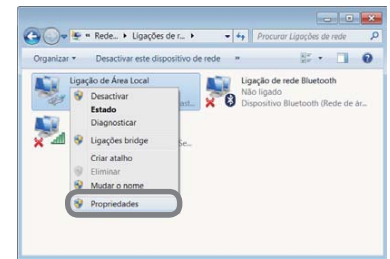 Rede... Ligações de r...
Procurar Ligações de rede
Organizar
Desactivar este dispositivo de rede
»
Ligação de Área Local
Desactivar
Estado
Diagnosticar
Ligações bridge
Criar atalho
Eliminar
Mudar o nome
Propriedades
Ligação de rede Bluetooth
Não ligado
Dispositivo Bluetooth (Rede de ár...